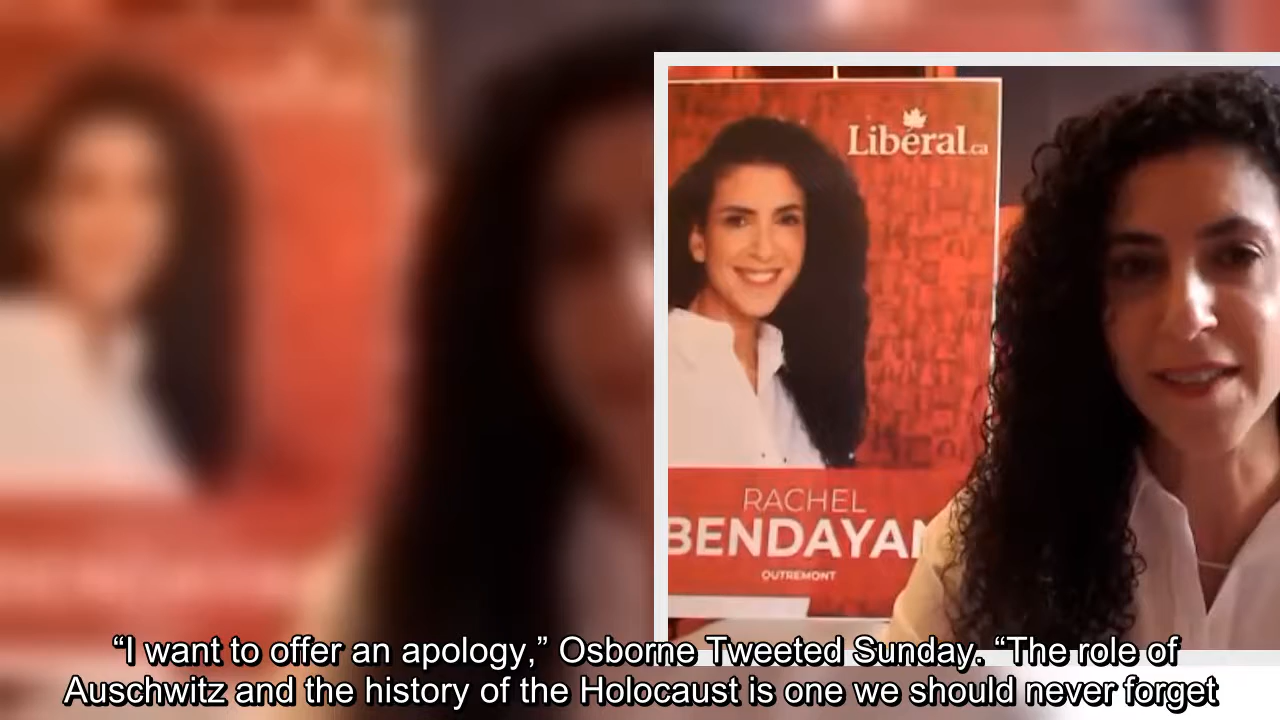 Libéral.ca
RACHEL
BENDAYAN
OUTREMONT
“I want to offer an apology,” Osborne Tweeted Sunday. “The role of
Auschwitz and the history of the Holocaust is one we should never forget